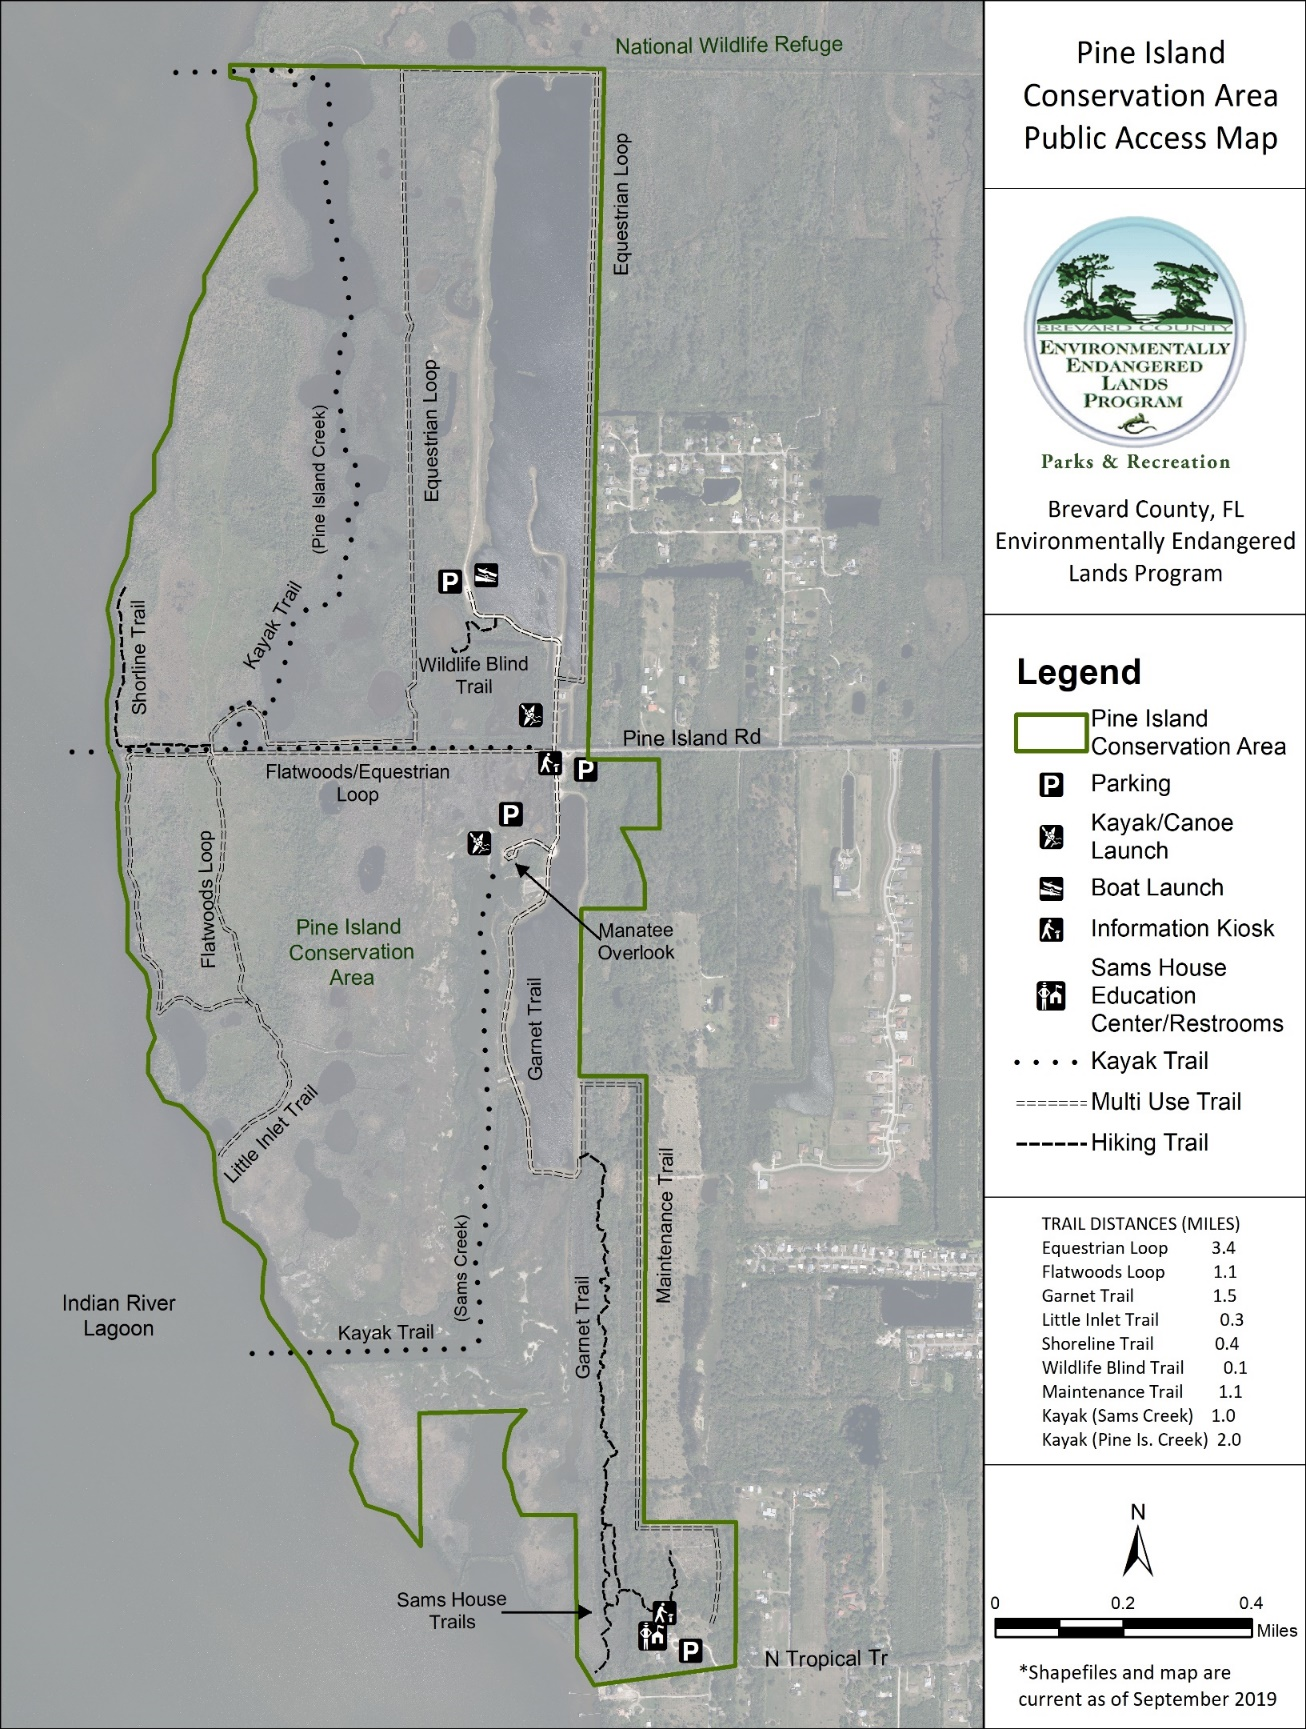 National Wildlife Refuge
Equestrian Loop
Equestrian Loop
(Pine Island Creek)
Kayak Trail
Shorline Trail
P
Wildlife Blind
Trail
Pine Island Rd
Flatwoods/Equestrian
Loop
P
P
Flatwoods Loop
Pine Island
Conservation
Area
Manatee
Overlook
Garnet Trail
Little Inlet Trail
Maintenance Trail
(Sams Creek)
Garnet Trail
Indian River
Lagoon
Kayak Trail
Sams House
Trails
P
N Tropical Tr
Pine Island
Conservation Area
Public Access Map
BREVARD COUNTY
ENVIRONMENTALLY
ENDANGERED
LANDS
PROGRAM
Parks & Recreation
Brevard County, FL
Environmentally Endangered
Lands Program
Legend
Pine Island
Conservation Area
P Parking
Kayak/Canoe
Launch
Boat Launch
Information Kiosk
Sams House
Education
Center/Restrooms
Kayak Trail
Multi Use Trail
Hiking Trail
TRAIL DISTANCES (MILES)
Equestrian Loop 3.4
Flatwoods Loop 1.1
Garnet Trail 1.5
Little Inlet Trail 0.3
Shoreline Trail 0.4
Wildlife Blind Trail 0.1
Maintenance Trail 1.1
Kayak (Sams Creek) 1.0
Kayak (Pine Is. Creek) 2.0
N
0 0.2 0.4
Miles
*Shapefiles and map are
current as of September 2019